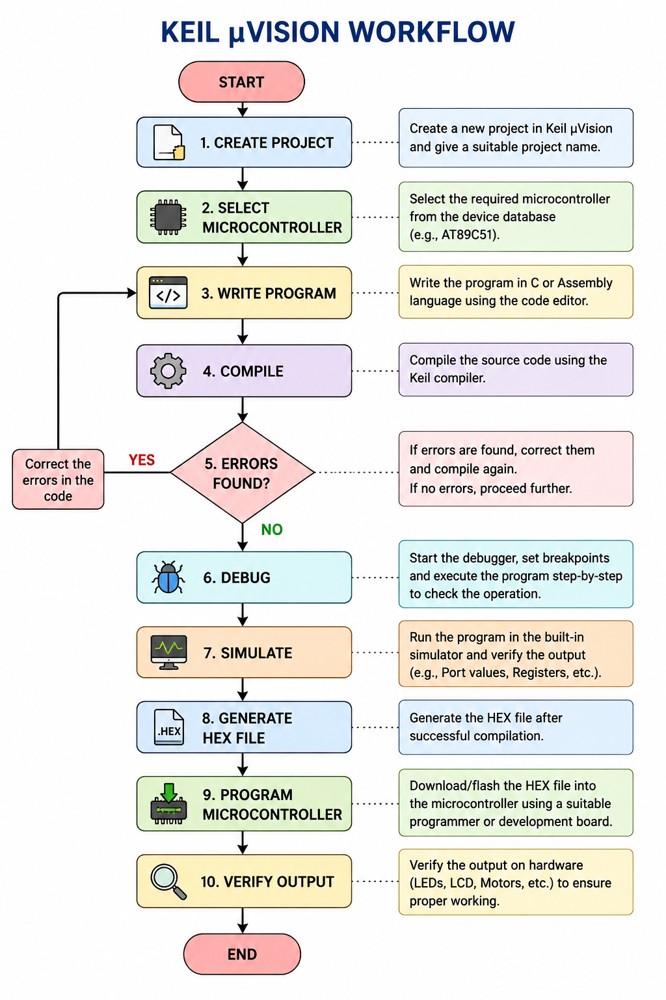 KEIL µVISION WORKFLOW
START
1. CREATE PROJECT
Create a new project in Keil µVision
and give a suitable project name.
2. SELECT
MICROCONTROLLER
Select the required microcontroller
from the device database
(e.g., AT89C51).
</>
3. WRITE PROGRAM
Write the program in C or Assembly
language using the code editor.
4. COMPILE
Compile the source code using the
Keil compiler.
5. ERRORS
FOUND?
YES
Correct the
errors in the
code
If errors are found, correct them
and compile again.
If no errors, proceed further.
NO
6. DEBUG
Start the debugger, set breakpoints
and execute the program step-by-step
to check the operation.
7. SIMULATE
Run the program in the built-in
simulator and verify the output
(e.g., Port values, Registers, etc.).
.HEX
8. GENERATE
HEX FILE
Generate the HEX file after
successful compilation.
9. PROGRAM
MICROCONTROLLER
Download/flash the HEX file into
the microcontroller using a suitable
programmer or development board.
10. VERIFY OUTPUT
Verify the output on hardware
(LEDs, LCD, Motors, etc.) to ensure
proper working.
END